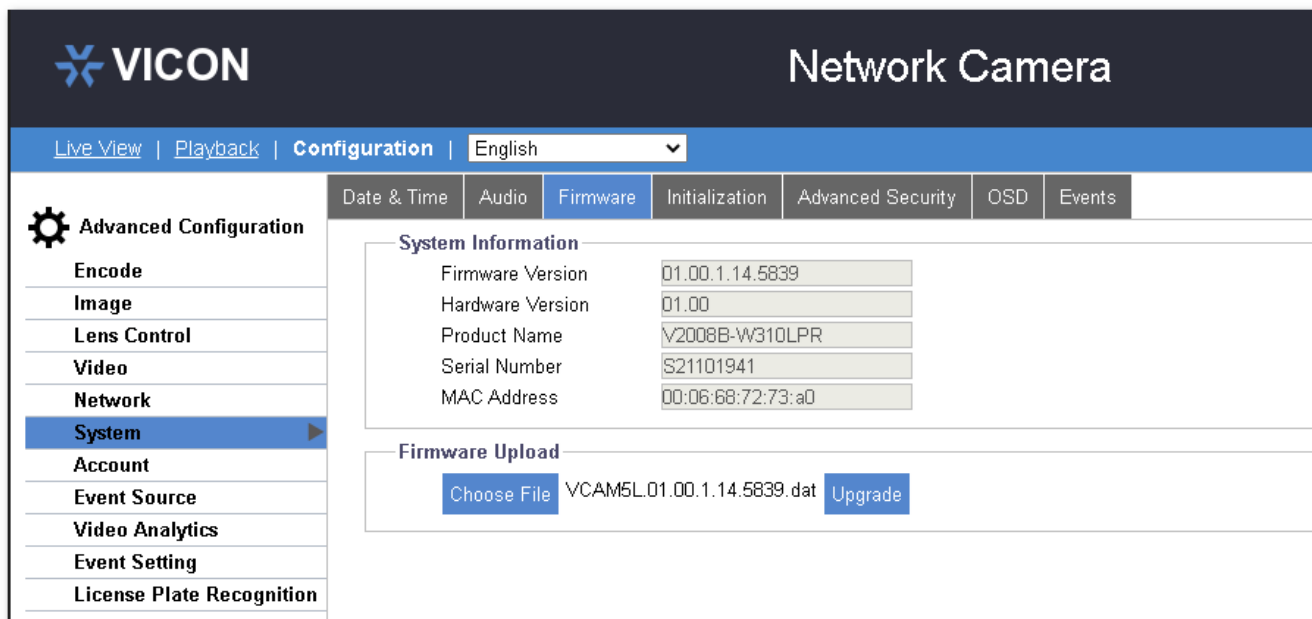 VICON
Network Camera
Live View | Playback | Configuration | English
Date & Time Audio Firmware Initialization Advanced Security OSD Events
Advanced Configuration
Encode
Image
Lens Control
Video
Network
System
Account
Event Source
Video Analytics
Event Setting
License Plate Recognition
System Information
Firmware Version 01.00.1.14.5839
Hardware Version 01.00
Product Name V2008B-W310LPR
Serial Number S21101941
MAC Address 00:06:68:72:73:a0
Firmware Upload
Choose File VCAM5L.01.00.1.14.5839.dat Upgrade